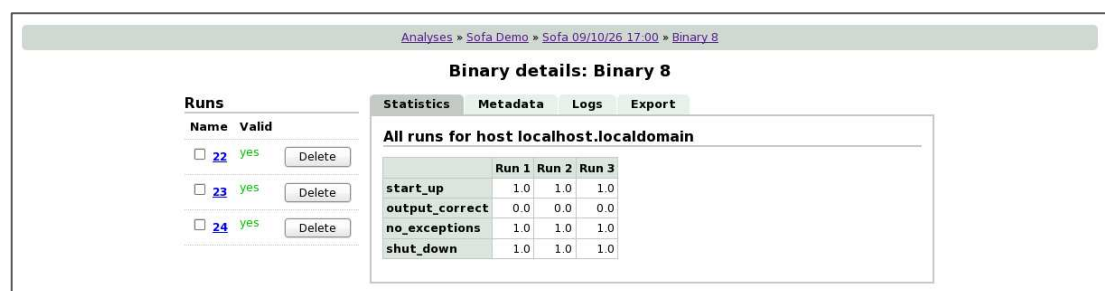 Analyses » Sofa Demo » Sofa 09/10/26 17:00 » Binary 8
Binary details: Binary 8
Runs
Name Valid
22 yes Delete
23 yes Delete
24 yes Delete
Statistics Metadata Logs Export
All runs for host localhost.localdomain
Run 1 Run 2 Run 3
start_up 1.0 1.0 1.0
output_correct 0.0 0.0 0.0
no_exceptions 1.0 1.0 1.0
shut_down 1.0 1.0 1.0